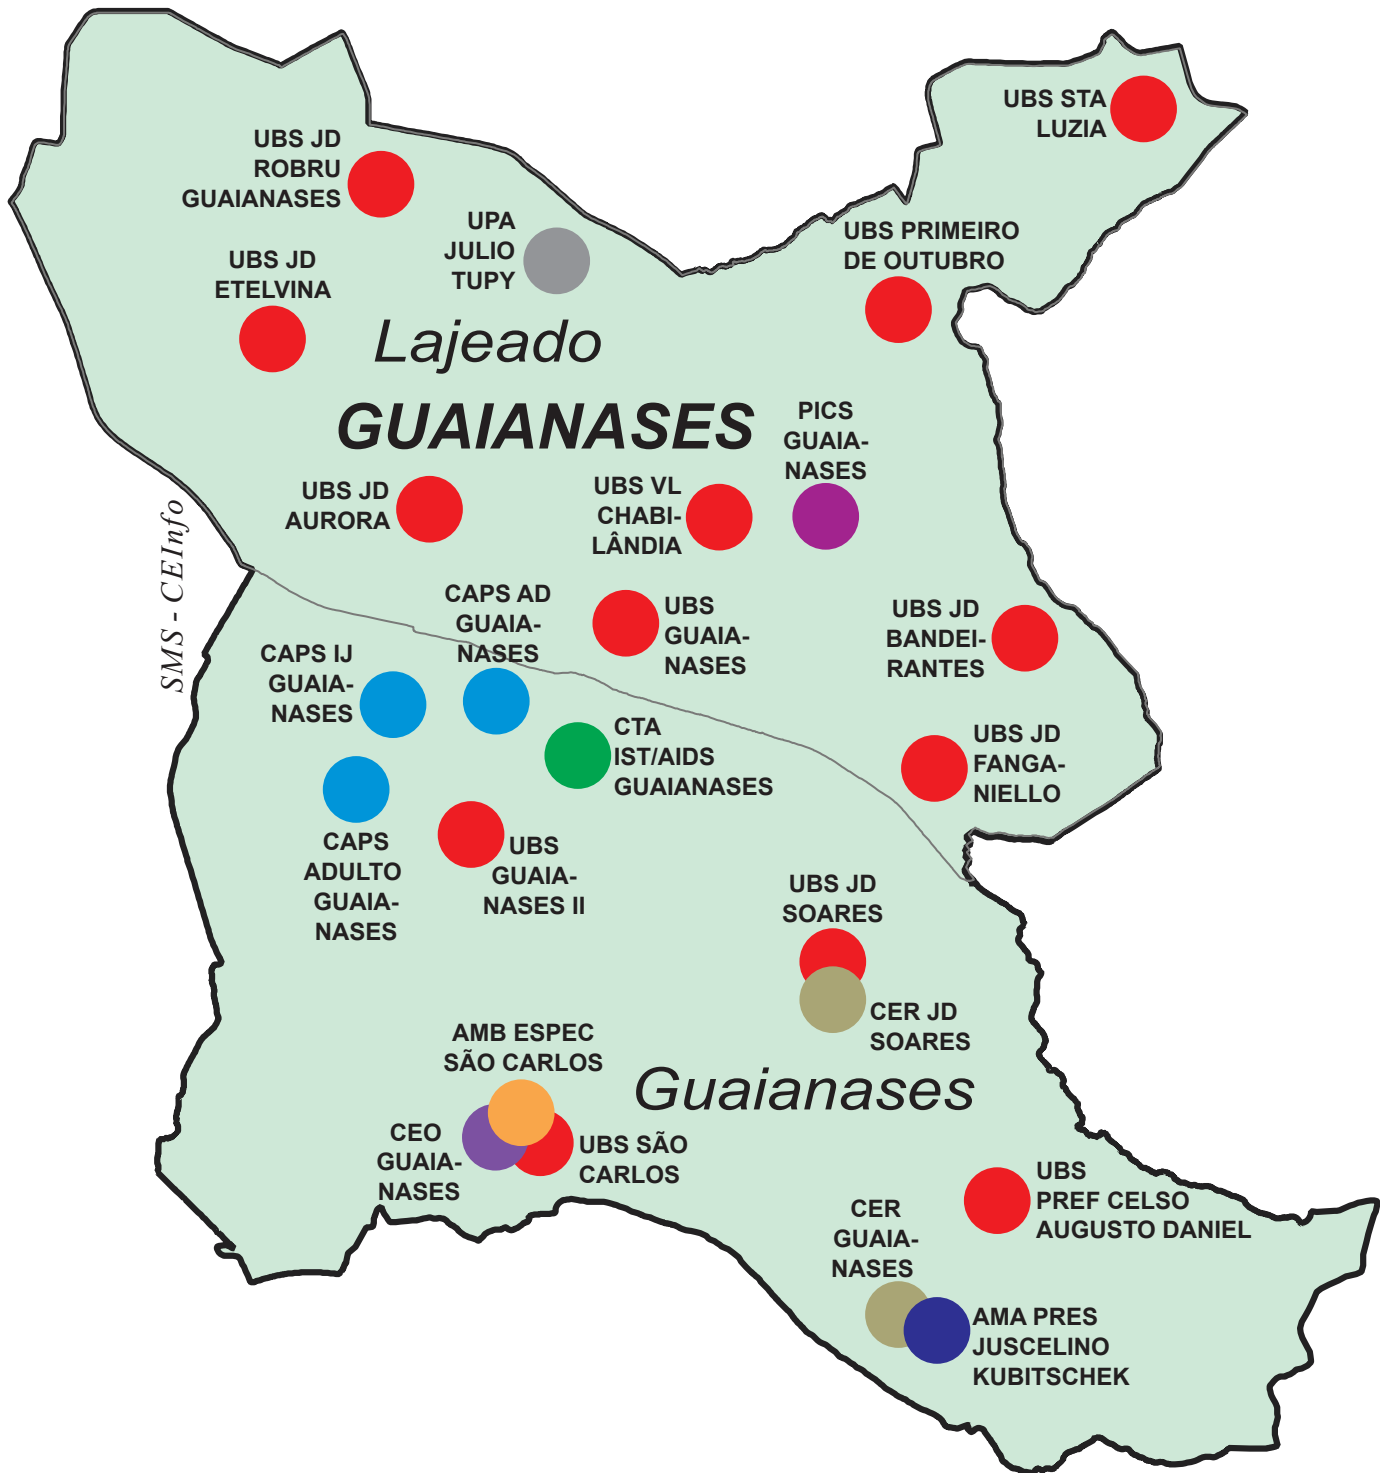 UBS STA
LUZIA
UBS JD
ROBRU
GUAIANASES
UPA
JULIO
TUPY
UBS PRIMEIRO
DE OUTUBRO
UBS JD
ETELVINA
Lajeado
GUAIANASES
PICS
GUAIA-
NASES
UBS JD
AURORA
UBS VL
CHABI-
LÂNDIA
SMS - CEInfo
CAPS AD
GUAIA-
NASES
UBS
GUAIA-
NASES
UBS JD
BANDEI-
RANTES
CAPS IJ
GUAIA-
NASES
CTA
IST/AIDS
GUAIANASES
UBS JD
FANGA-
NIELLO
CAPS
ADULTO
GUAIA-
NASES
UBS
GUAIA-
NASES II
UBS JD
SOARES
CER JD
SOARES
AMB ESPEC
SÃO CARLOS
Guaianases
CEO
GUAIA-
NASES
UBS SÃO
CARLOS
UBS
PREF CELSO
AUGUSTO DANIEL
CER
GUAIA-
NASES
AMA PRES
JUSCELINO
KUBITSCHEK